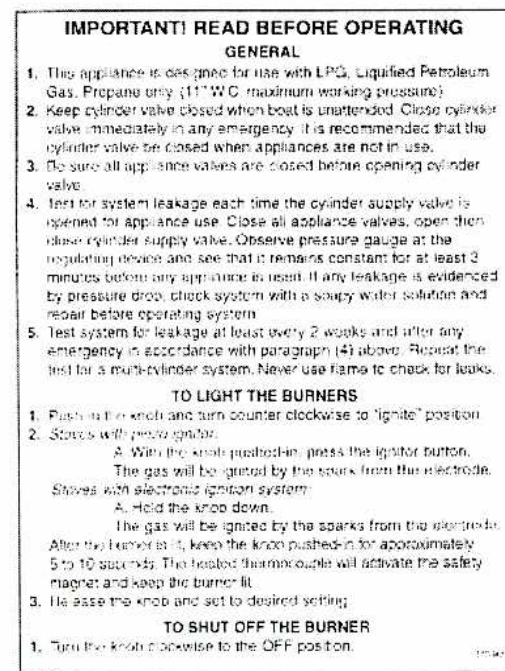 IMPORTANT! READ BEFORE OPERATING
GENERAL
1. This appliance is designed for use with LPG, Liquified Petroleum
Gas, Propane only. (11" W.C. maximum working pressure)
2. Keep cylinder valve closed when boat is unattended. Close cylinder
valve immediately in any emergency. It is recommended that the
cylinder valve be closed when appliances are not in use.
3. Be sure all appliance valves are closed before opening cylinder
valve.
4. Test for system leakage each time the cylinder supply valve is
opened for appliance use. Close all appliance valves, open then
close cylinder supply valve. Observe pressure gauge at the
regulating device and see that it remains constant for at least 3
minutes before any appliance is used. If any leakage is evidenced
by pressure drop, check system with a soapy water solution and
repair before operating system.
5. Test system for leakage at least every 2 weeks and after any
emergency in accordance with paragraph (4) above. Repeat the
test for a multi-cylinder system. Never use flame to check for leaks.
TO LIGHT THE BURNERS
1. Push in the knob and turn counter clockwise to "ignite" position
2. Stoves with piezo ignitor:
A. With the knob pushed-in, press the ignitor button.
The gas will be ignited by the spark from the electrode.
Stoves with electronic ignition system:
A. Hold the knob down.
The gas will be ignited by the sparks from the electrode.
After the burner is lit, keep the knob pushed-in for approximately
5 to 10 seconds. The heated thermocouple will activate the safety
magnet and keep the burner lit.
3. Release the knob and set to desired setting
TO SHUT OFF THE BURNER
1. Turn the knob clockwise to the OFF position.